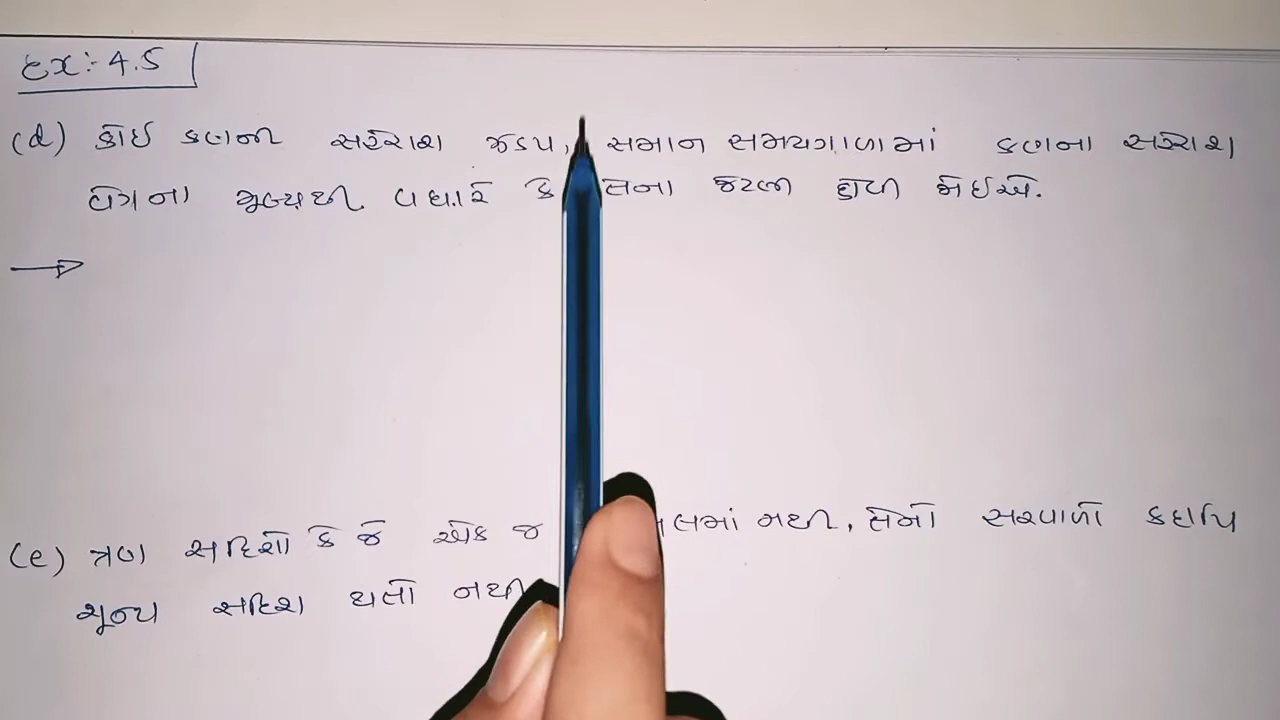 Ex:- 4.5
(d) કોઈ કણની સરેરાશ ઝડપ, સમાન સમયગાળામાં કણના સરેરાશ
વેગના મૂલ્યથી વધારે કે તેના જેટલી હોવી જોઈએ.
(e) ત્રણ સદિશો કે જે એક જ નથી, તેનો સરવાળો કદાપિ
શૂન્ય સદિશ થતો નથી